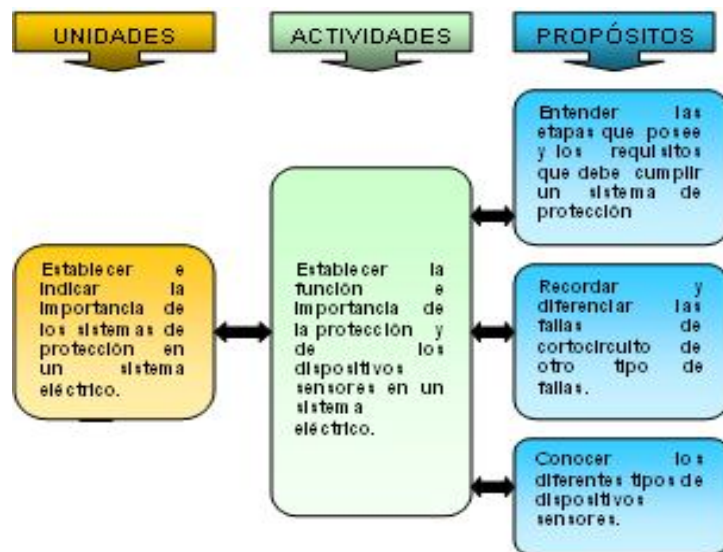 UNIDADES
ACTIVIDADES
PROPÓSITOS
Establecer e
indicar la
importancia de
los sistemas de
protección en
un sistema
eléctrico.
Establecer la
función e
importancia de
la protección y
de los
dispositivos
sensores en un
sistema
eléctrico.
Entender las
etapas que posee
y los requisitos
que debe cumplir
un sistema de
protección
Recordar y
diferenciar las
fallas de
cortocircuito de
otro tipo de
fallas.
Conocer los
diferentes tipos de
dispositivos
sensores.